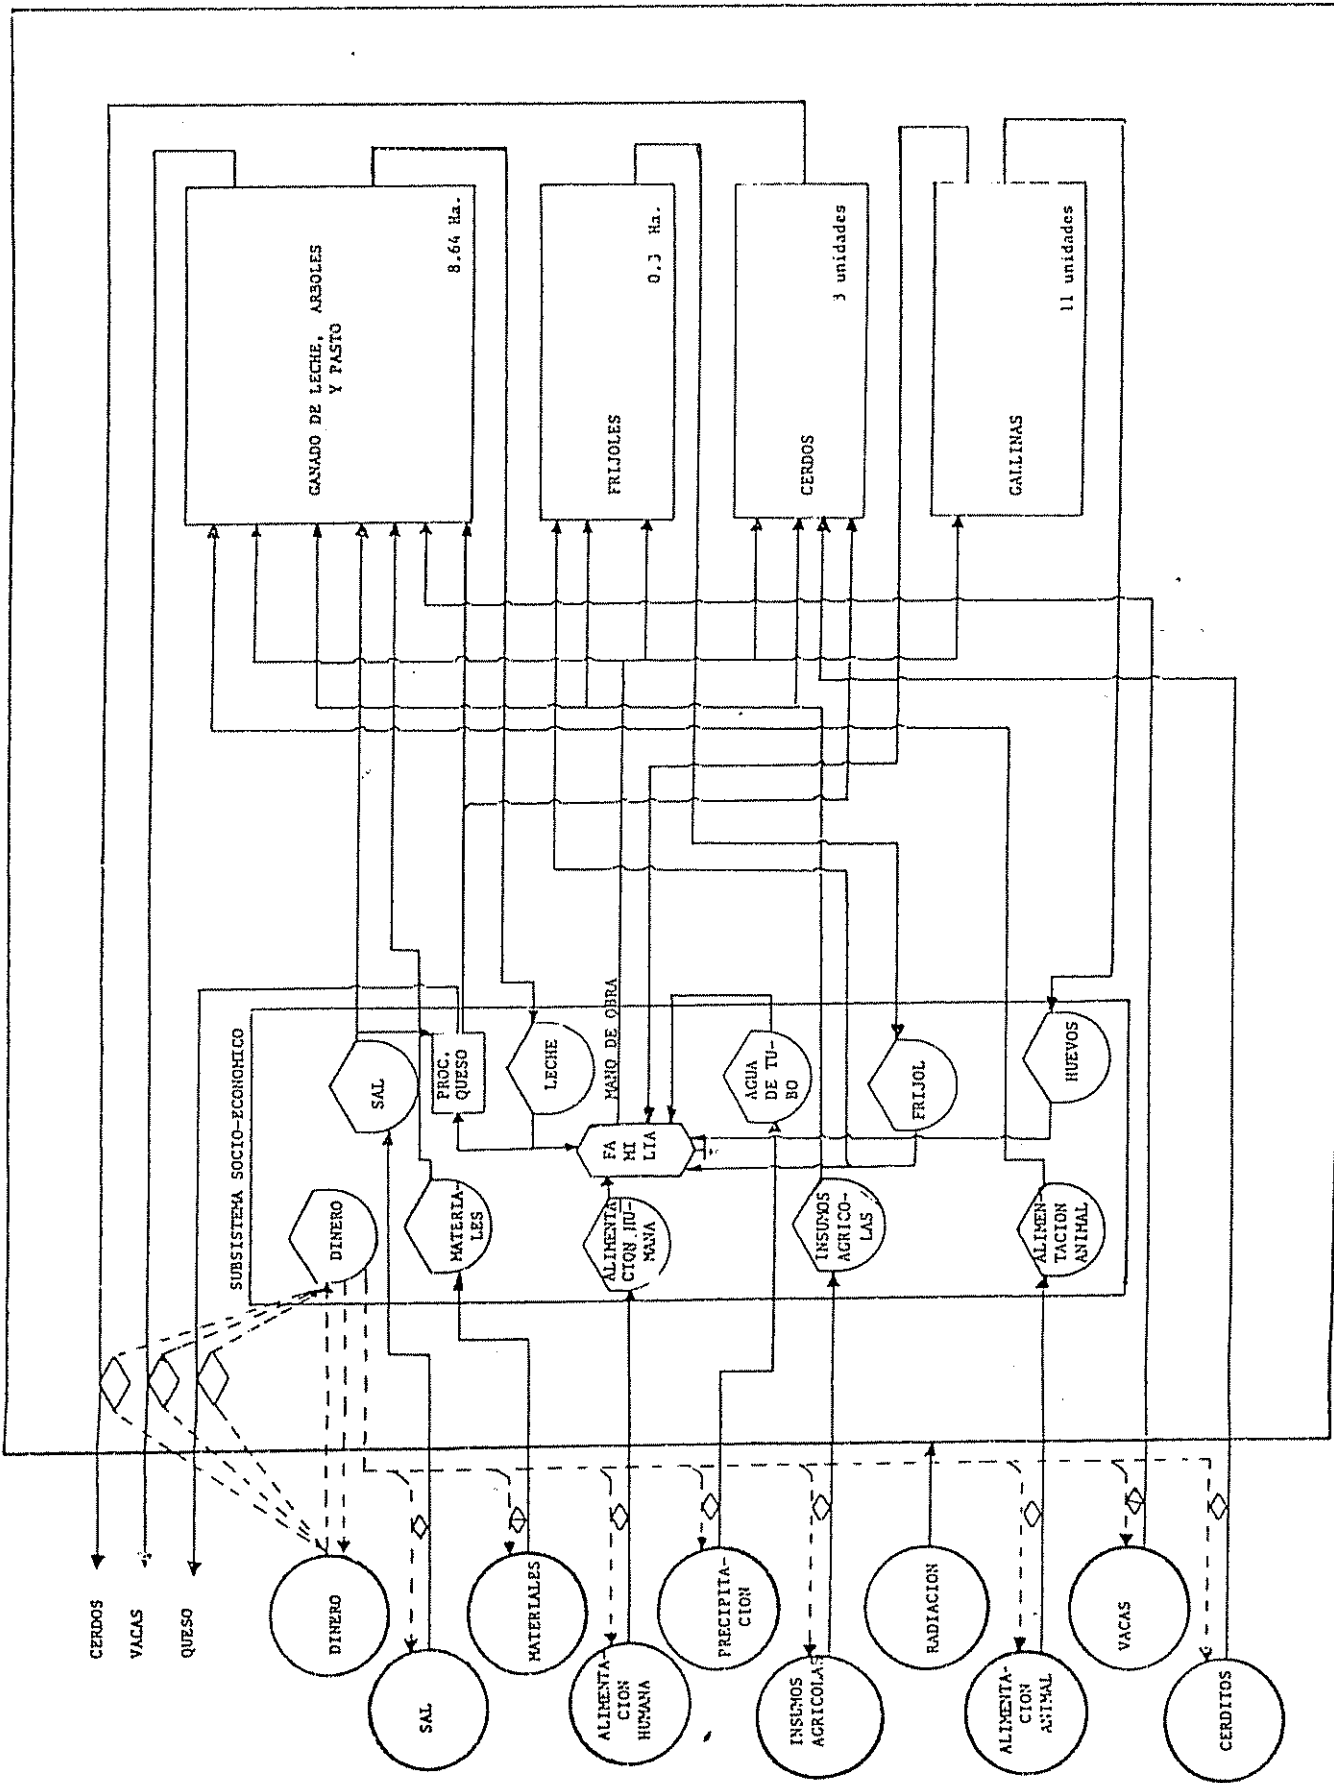 CERDOS
VACAS
QUESO
DINERO
SAL
MATERIALES
ALIMENTA-
CION
HUMANA
PRECIPITA-
CION
INSUMOS
AGRICOLAS
RADIACION
ALIMENTA-
CION
ANIMAL
VACAS
CERDITOS
SUBSISTEMA SOCIO-ECONOMICO
DINERO
SAL
MATERIA-
LES
PROC.
QUESO
LECHE
ALIMENTA
CION HU-
MANA
FA
MI
LIA
MANO DE OBRA
AGUA
DE TU-
BO
INSUMOS
AGRICO-
LAS
FRIJOL
ALIMEN-
TACION
ANIMAL
HUEVOS
GANADO DE LECHE, ARBOLES
Y PASTO
8.64 Ha.
FRIJOLES
0.3 Ha.
CERDOS
3 unidades
GALLINAS
11 unidades